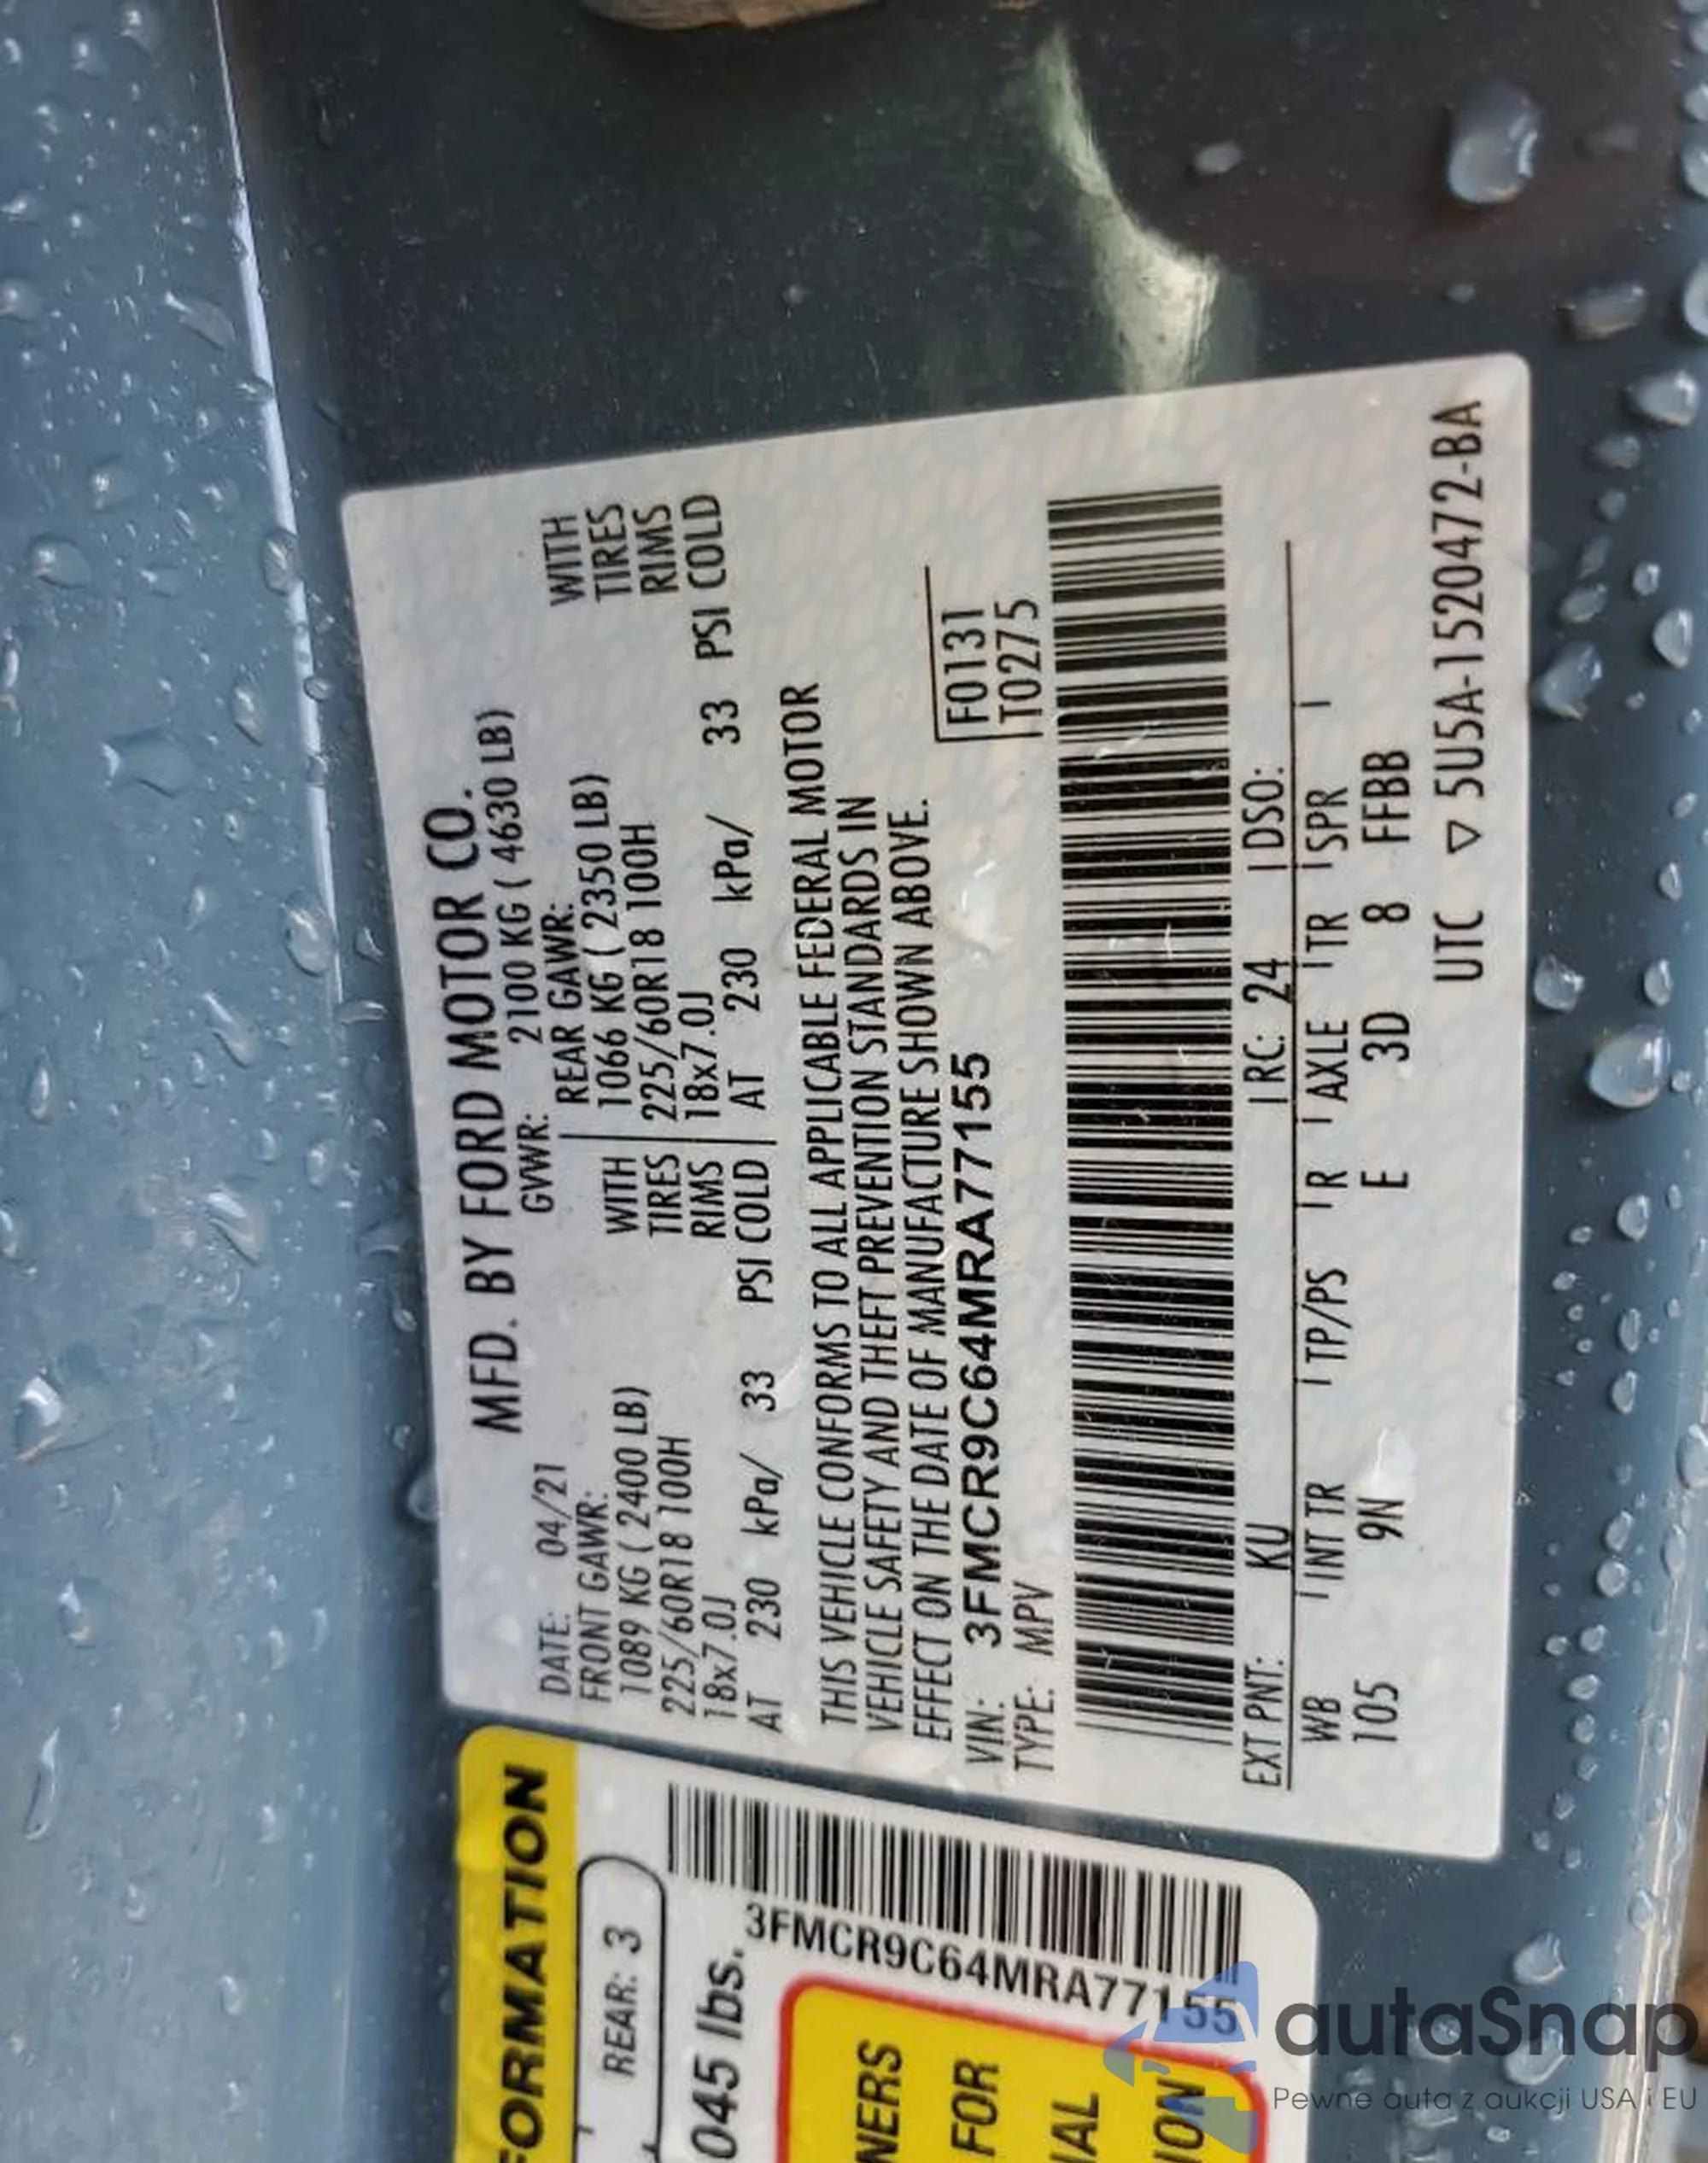 MFD. BY FORD MOTOR CO.
DATE: 04/21 GVWR: 2100 KG ( 4630 LB)
FRONT GAWR: REAR GAWR:
1089 KG ( 2400 LB) WITH 1066 KG ( 2350 LB) WITH
225/60R18 100H TIRES 225/60R18 100H TIRES
18x7.0J RIMS 18x7.0J RIMS
AT 230 kPa/ 33 PSI COLD AT 230 kPa/ 33 PSI COLD
THIS VEHICLE CONFORMS TO ALL APPLICABLE FEDERAL MOTOR
VEHICLE SAFETY AND THEFT PREVENTION STANDARDS IN
EFFECT ON THE DATE OF MANUFACTURE SHOWN ABOVE.
VIN: 3FMCR9C64MRA77155 F0131
TYPE: MPV T0275
EXT PNT: KU RC: 24 DSO:
WB INT TR TP/PS R AXLE TR SPR
105 9N E 3D 8 FFBB
UTC ▽ 5U5A-1520472-BA
REAR: 3
045 lbs.
3FMCR9C64MRA77155
FOR
autaSnap
Pewne auta z aukcji USA i EU